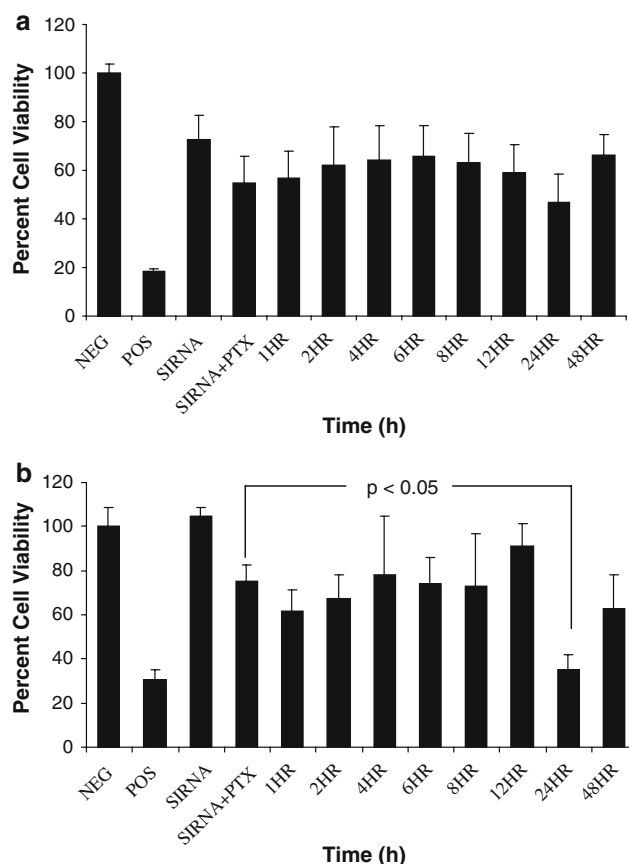 a
Percent Cell Viability
120
100
80
60
40
20
0
NEG
POS
SIRNA
SIRNA+PTX
1HR
2HR
4HR
6HR
8HR
12HR
24HR
48HR
Time (h)
b
Percent Cell Viability
120
100
80
60
40
20
0
p < 0.05
NEG
POS
SIRNA
SIRNA+PTX
1HR
2HR
4HR
6HR
8HR
12HR
24HR
48HR
Time (h)